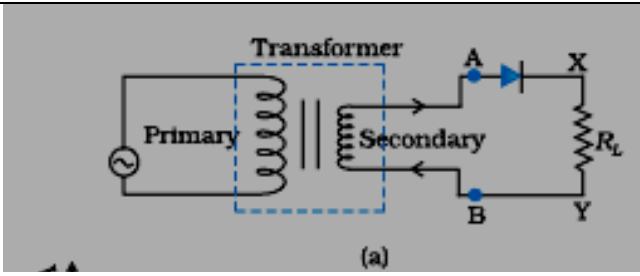 Transformer
A
X
Primary
Secondary
R_L
B
Y
(a)